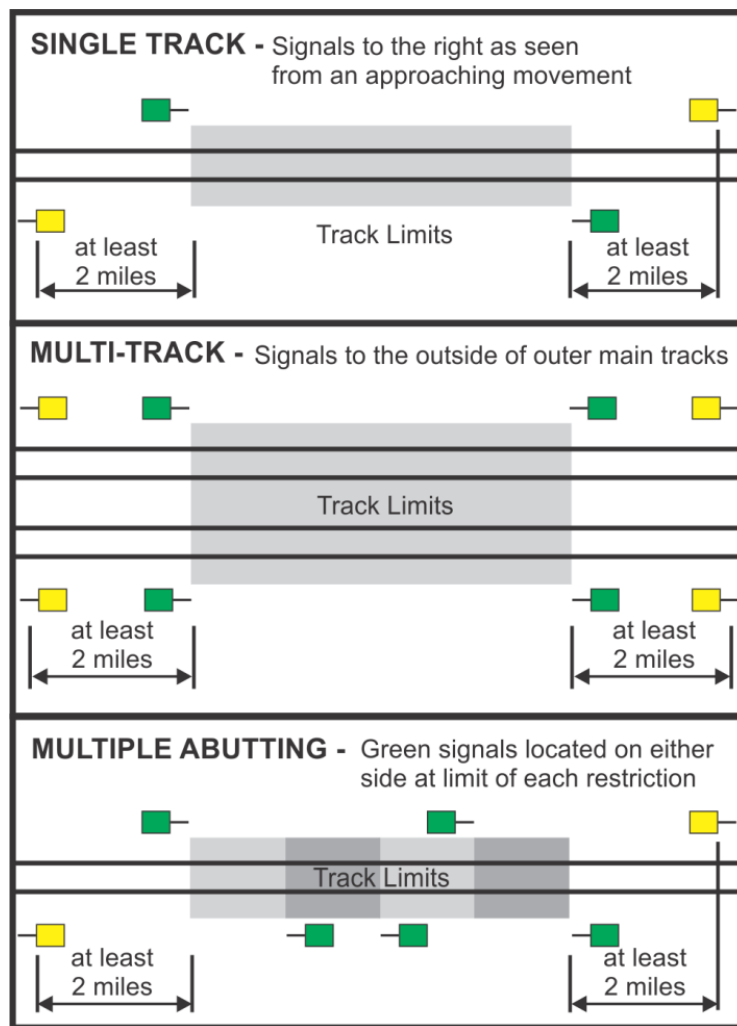 SINGLE TRACK - Signals to the right as seen
from an approaching movement
Track Limits
at least
2 miles
at least
2 miles
MULTI-TRACK - Signals to the outside of outer main tracks
Track Limits
at least
2 miles
at least
2 miles
MULTIPLE ABUTTING - Green signals located on either
side at limit of each restriction
Track Limits
at least
2 miles
at least
2 miles